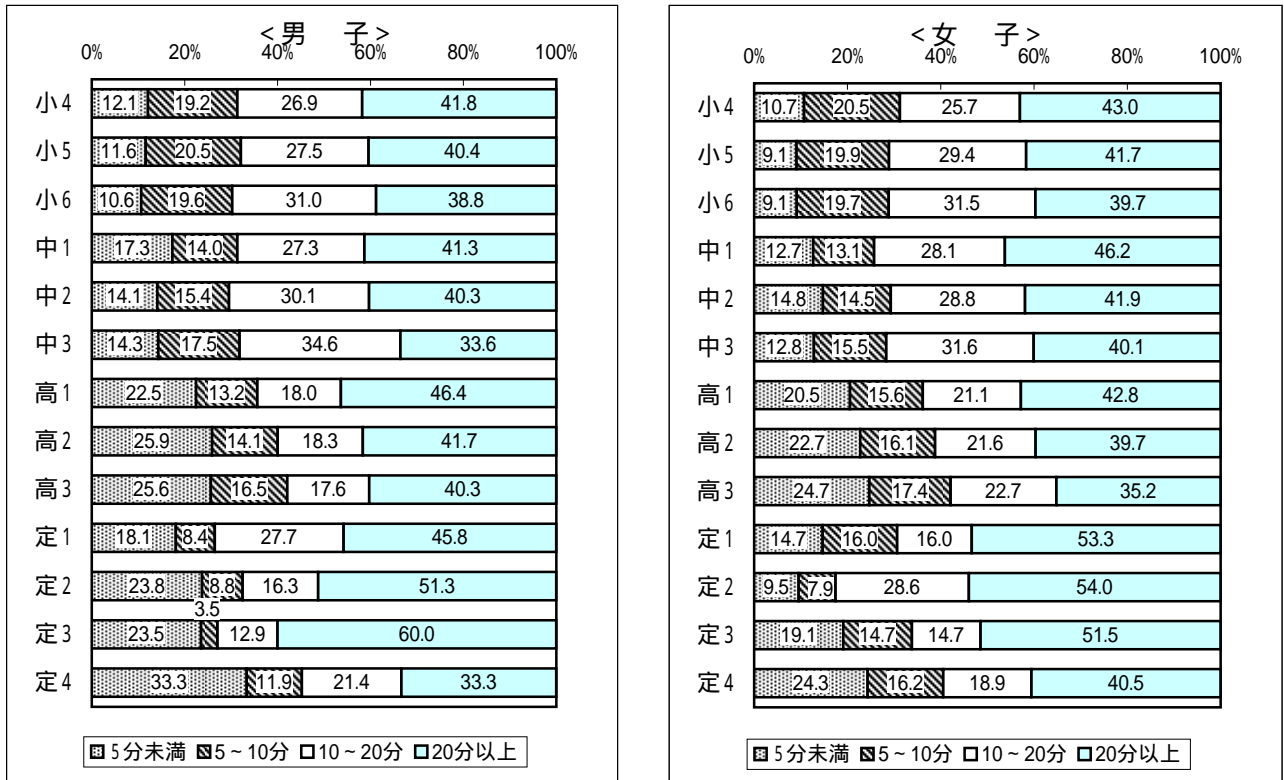 <男　子>
0% 20% 40% 60% 80% 100%
小4 12.1 19.2 26.9 41.8
小5 11.6 20.5 27.5 40.4
小6 10.6 19.6 31.0 38.8
中1 17.3 14.0 27.3 41.3
中2 14.1 15.4 30.1 40.3
中3 14.3 17.5 34.6 33.6
高1 22.5 13.2 18.0 46.4
高2 25.9 14.1 18.3 41.7
高3 25.6 16.5 17.6 40.3
定1 18.1 8.4 27.7 45.8
定2 23.8 8.8 16.3 51.3
定3 23.5 3.5 12.9 60.0
定4 33.3 11.9 21.4 33.3
5分未満 5~10分 10~20分 20分以上
<女　子>
0% 20% 40% 60% 80% 100%
小4 10.7 20.5 25.7 43.0
小5 9.1 19.9 29.4 41.7
小6 9.1 19.7 31.5 39.7
中1 12.7 13.1 28.1 46.2
中2 14.8 14.5 28.8 41.9
中3 12.8 15.5 31.6 40.1
高1 20.5 15.6 21.1 42.8
高2 22.7 16.1 21.6 39.7
高3 24.7 17.4 22.7 35.2
定1 14.7 16.0 16.0 53.3
定2 9.5 7.9 28.6 54.0
定3 19.1 14.7 14.7 51.5
定4 24.3 16.2 18.9 40.5
5分未満 5~10分 10~20分 20分以上